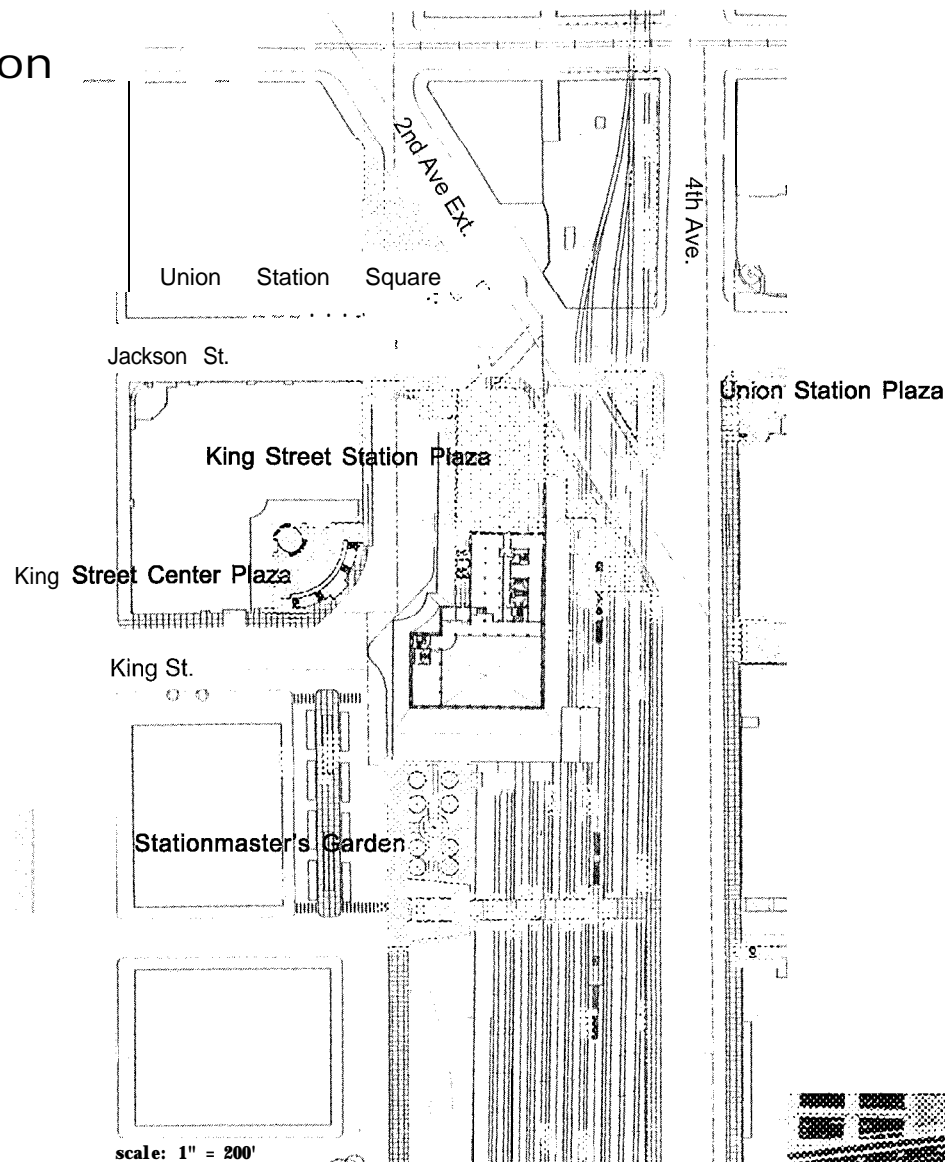 on
2nd Ave Ext.
4th Ave.
Union Station Square
Jackson St.
Union Station Plaza
King Street Station Plaza
King Street Center Plaza
King St.
Stationmaster's Garden
scale: 1" = 200'